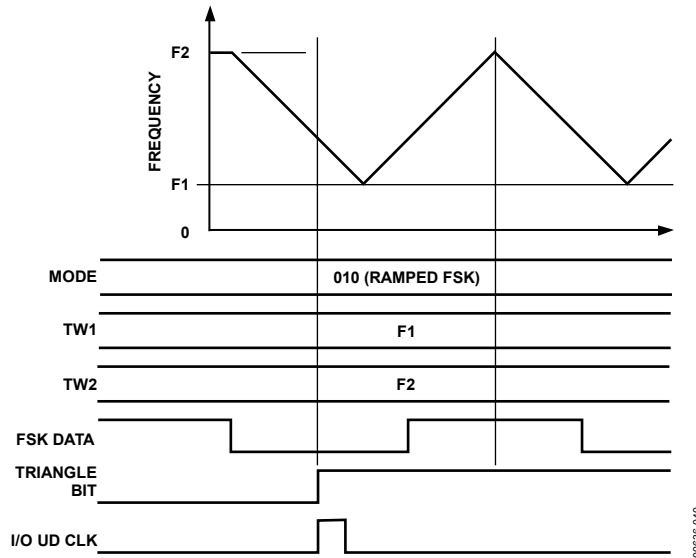 F2
FREQUENCY
F1
0
MODE
010 (RAMPED FSK)
TW1
F1
TW2
F2
FSK DATA
TRIANGLE
BIT
I/O UD CLK